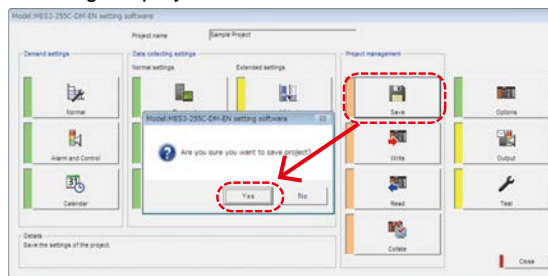 Model:MES3-255C-DM-EN setting software
Project name
Sample Project
Demand settings
Data collecting settings
Project management
Normal settings
Extended settings
Normal
Save
Options
Model:MES3-255C-DM-EN setting software
Are you sure you want to save project?
Alarm and Control
Write
Output
Yes
No
Calendar
Read
Test
Details
Save the settings of the project.
Collate
Close